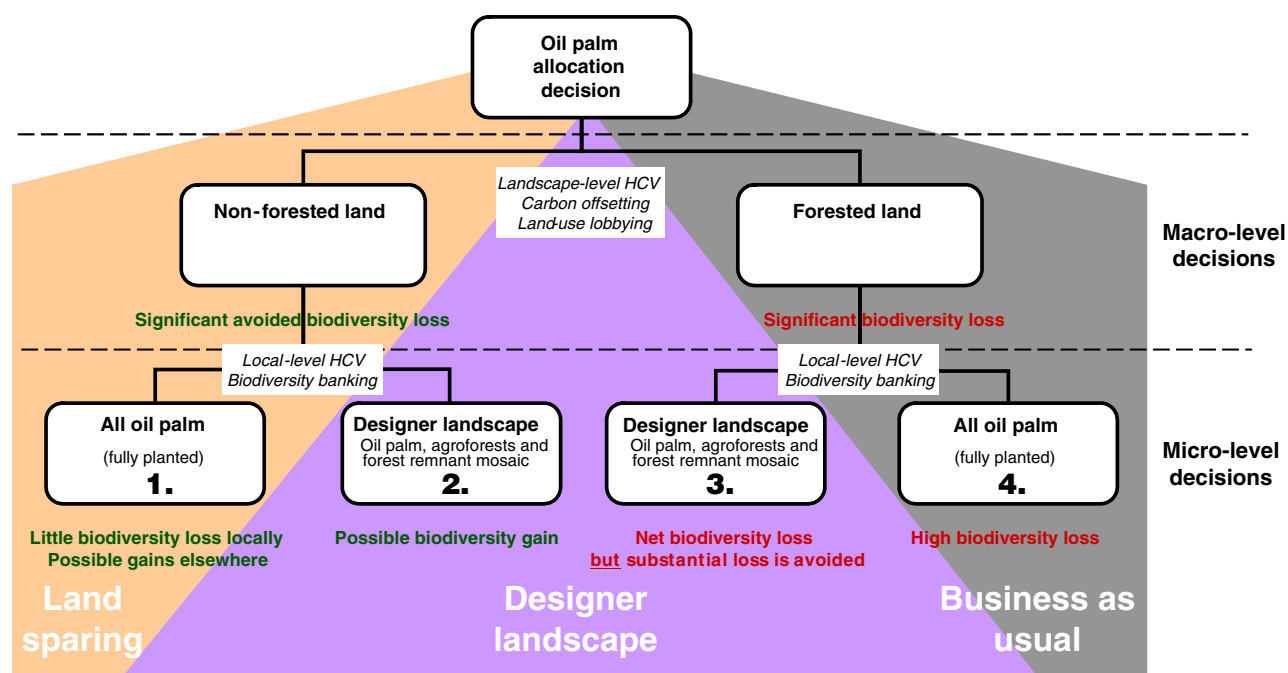 Oil palm
allocation
decision
Landscape-level HCV
Carbon offsetting
Land-use lobbying
Non-forested land
Forested land
Macro-level
decisions
Significant avoided biodiversity loss
Significant biodiversity loss
Local-level HCV
Biodiversity banking
Local-level HCV
Biodiversity banking
All oil palm
(fully planted)
1.
Designer landscape
Oil palm, agroforests and
forest remnant mosaic
2.
Designer landscape
Oil palm, agroforests and
forest remnant mosaic
3.
All oil palm
(fully planted)
4.
Micro-level
decisions
Little biodiversity loss locally
Possible gains elsewhere
Possible biodiversity gain
Net biodiversity loss
but substantial loss is avoided
High biodiversity loss
Land
sparing
Designer
landscape
Business as
usual